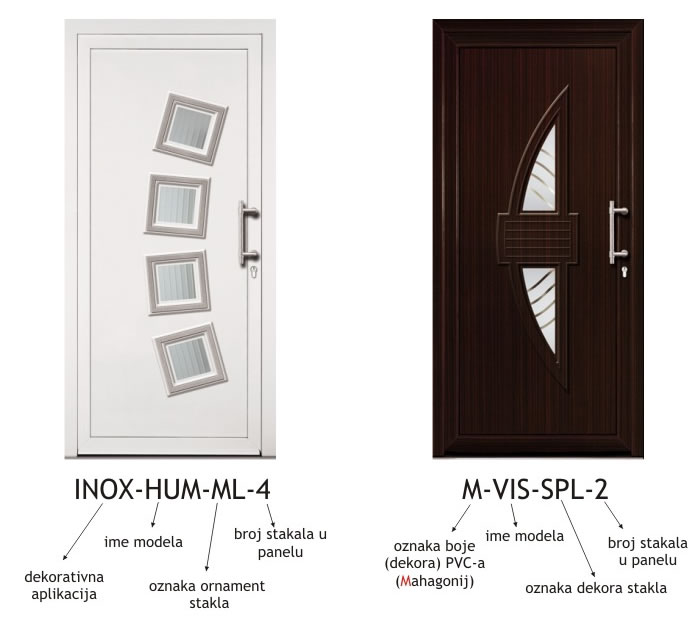 INOX-HUM-ML-4
dekorativna
aplikacija
ime modela
oznaka ornament
stakla
broj stakala u
panelu
M-VIS-SPL-2
oznaka boje
(dekora) PVC-a
(Mahagonij)
ime modela
oznaka dekora stakla
broj stakala
u panelu